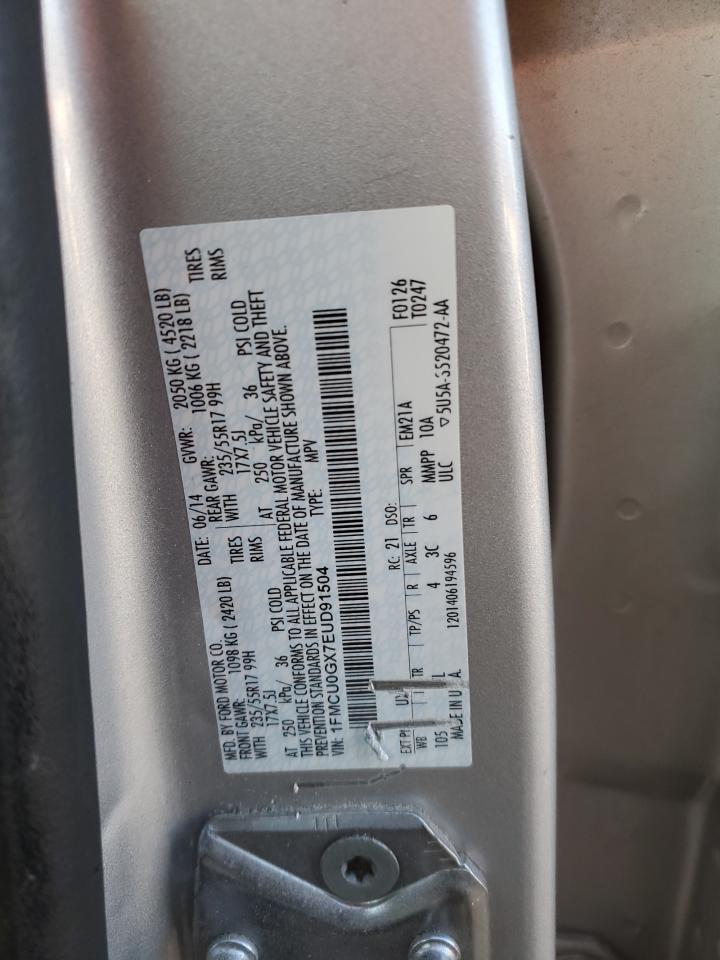 MFD. BY FORD MOTOR CO.
DATE: 06/14 GVWR: 2050 KG ( 4520 LB)
FRONT GAWR: 1098 KG ( 2420 LB) REAR GAWR: 1006 KG ( 2218 LB)
WITH 235/55R17 99H TIRES WITH 235/55R17 99H TIRES
17X7.5J RIMS 17X7.5J RIMS
AT 250 kPa/ 36 PSI COLD AT 250 kPa/ 36 PSI COLD
THIS VEHICLE CONFORMS TO ALL APPLICABLE FEDERAL MOTOR VEHICLE SAFETY AND THEFT
PREVENTION STANDARDS IN EFFECT ON THE DATE OF MANUFACTURE SHOWN ABOVE.
VIN: 1FMCU0GX7EUD91504 TYPE: MPV
F0126
T0247
EXT PNT: RC: 21 DSO:
WB TR TP/PS R AXLE TR SPR EM21A
105 L 4 3C 6 MMPP 10A
MADE IN U.S.A. 1201406194596 ULC ▽5U5A-3520472-AA